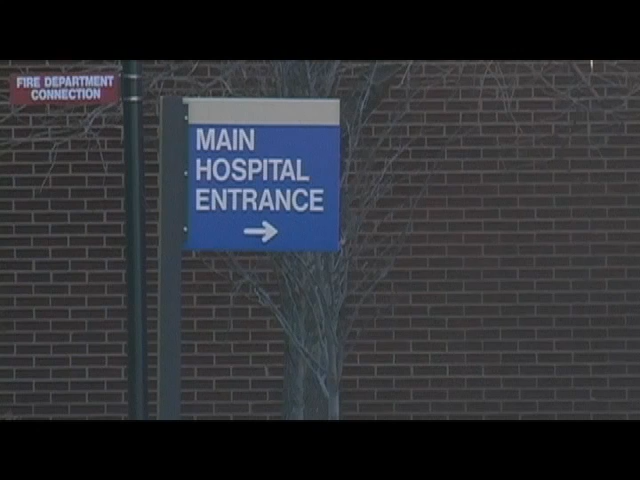 FIRE DEPARTMENT
CONNECTION
MAIN
HOSPITAL
ENTRANCE
→